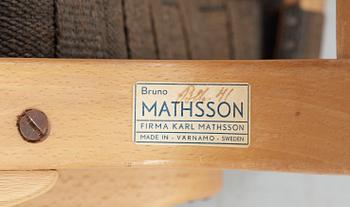 Bruno
MATHSSON
FIRMA KARL MATHSSON
MADE IN - VÄRNAMO - SWEDEN